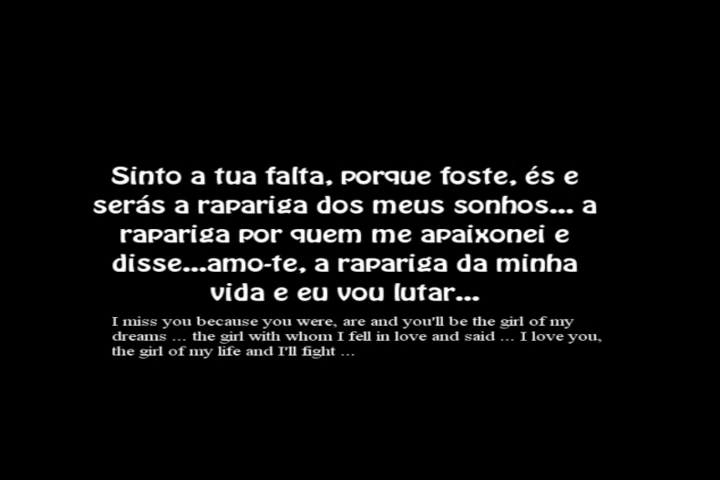 Sinto a tua falta, porque foste, és e
serás a rapariga dos meus sonhos... a
rapariga por quem me apaixonei e
disse...amo-te, a rapariga da minha
vida e eu vou lutar...
I miss you because you were, are and you'll be the girl of my
dreams ... the girl with whom I fell in love and said ... I love you,
the girl of my life and I'll fight ...